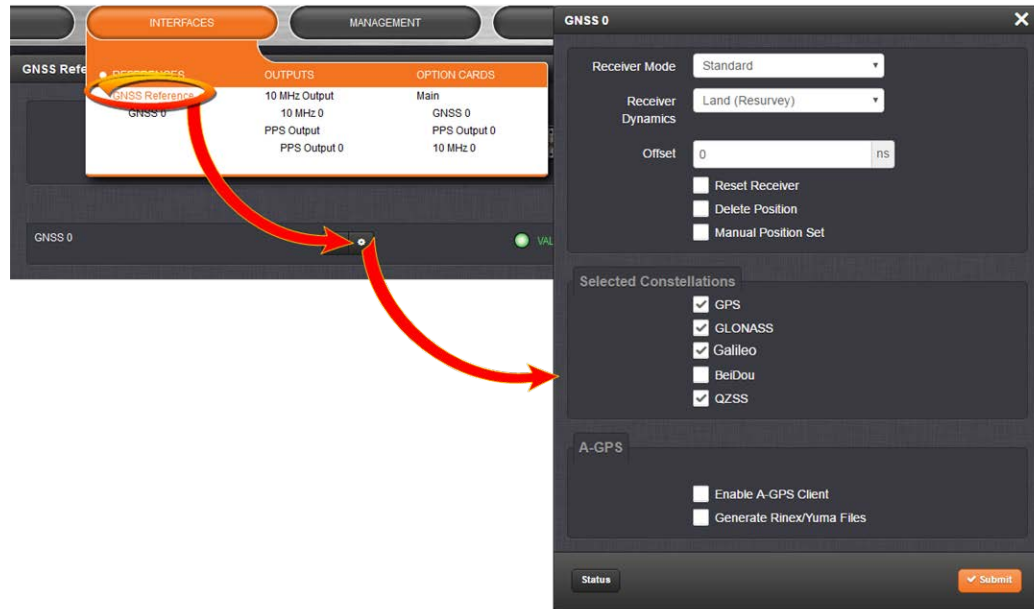 INTERFACES
MANAGEMENT
GNSS Refe
REFERENCES
OUTPUTS
OPTION CARDS
GNSS Reference
10 MHz Output
Main
GNSS 0
10 MHz 0
GNSS 0
PPS Output
PPS Output 0
PPS Output 0
10 MHz 0
GNSS 0
VAL
GNSS 0
Receiver Mode
Standard
Receiver
Dynamics
Land (Resurvey)
Offset
0
ns
Reset Receiver
Delete Position
Manual Position Set
Selected Constellations
GPS
GLONASS
Galileo
BeiDou
QZSS
A-GPS
Enable A-GPS Client
Generate Rinex/Yuma Files
Status
Submit